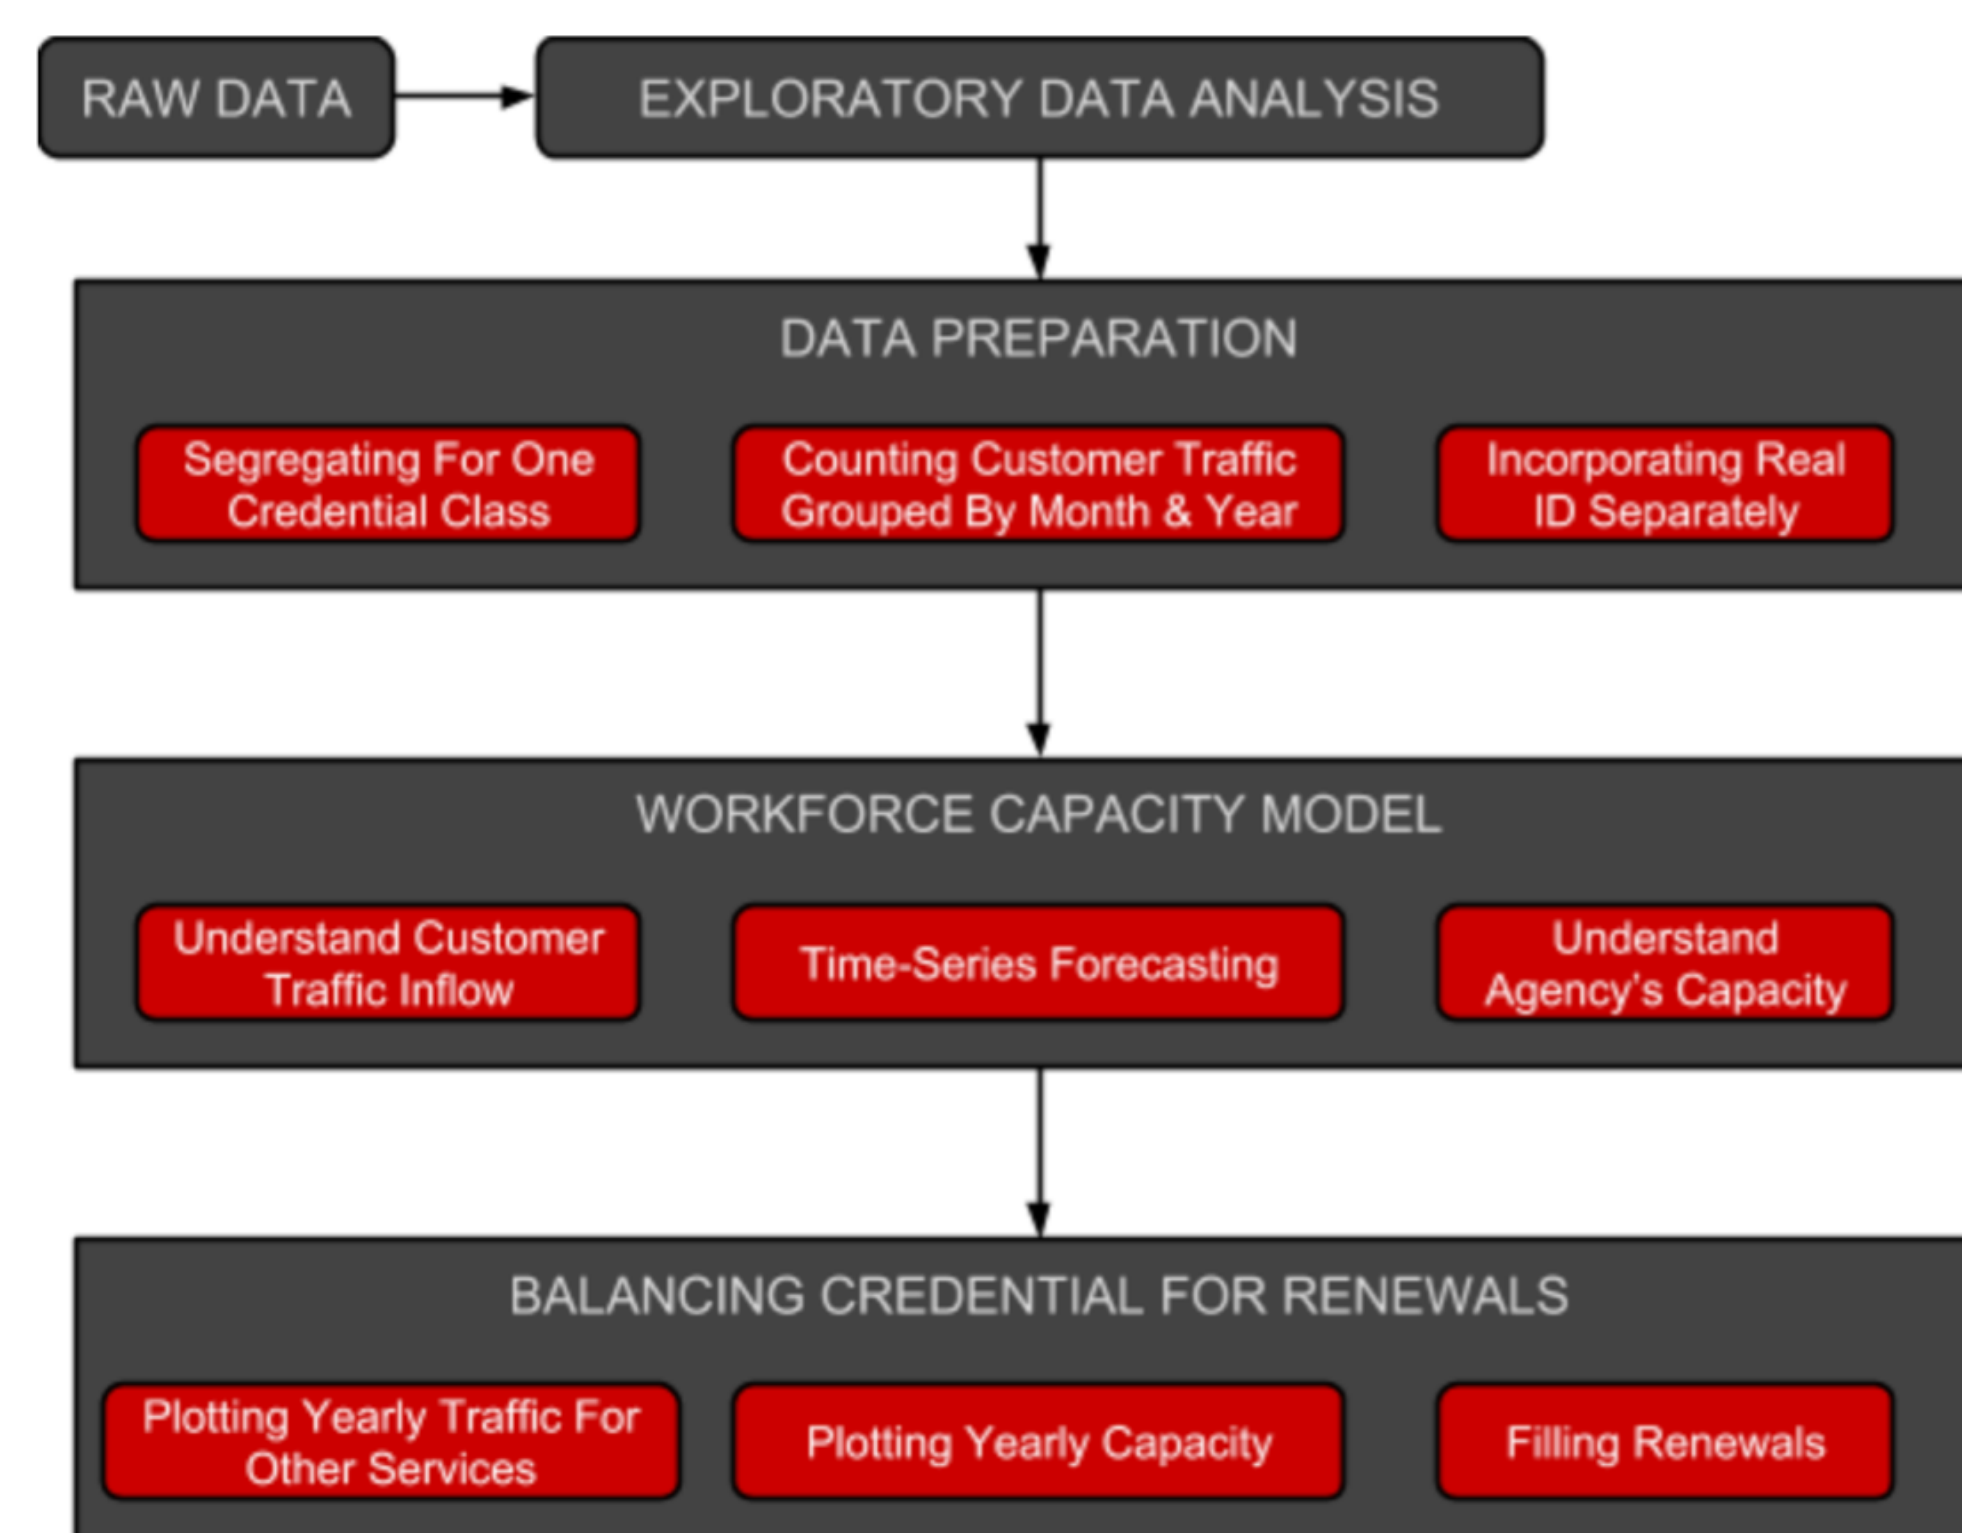 RAW DATA
EXPLORATORY DATA ANALYSIS
DATA PREPARATION
Segregating For One
Credential Class
Counting Customer Traffic
Grouped By Month & Year
Incorporating Real
ID Separately
WORKFORCE CAPACITY MODEL
Understand Customer
Traffic Inflow
Time-Series Forecasting
Understand
Agency's Capacity
BALANCING CREDENTIAL FOR RENEWALS
Plotting Yearly Traffic For
Other Services
Plotting Yearly Capacity
Filling Renewals